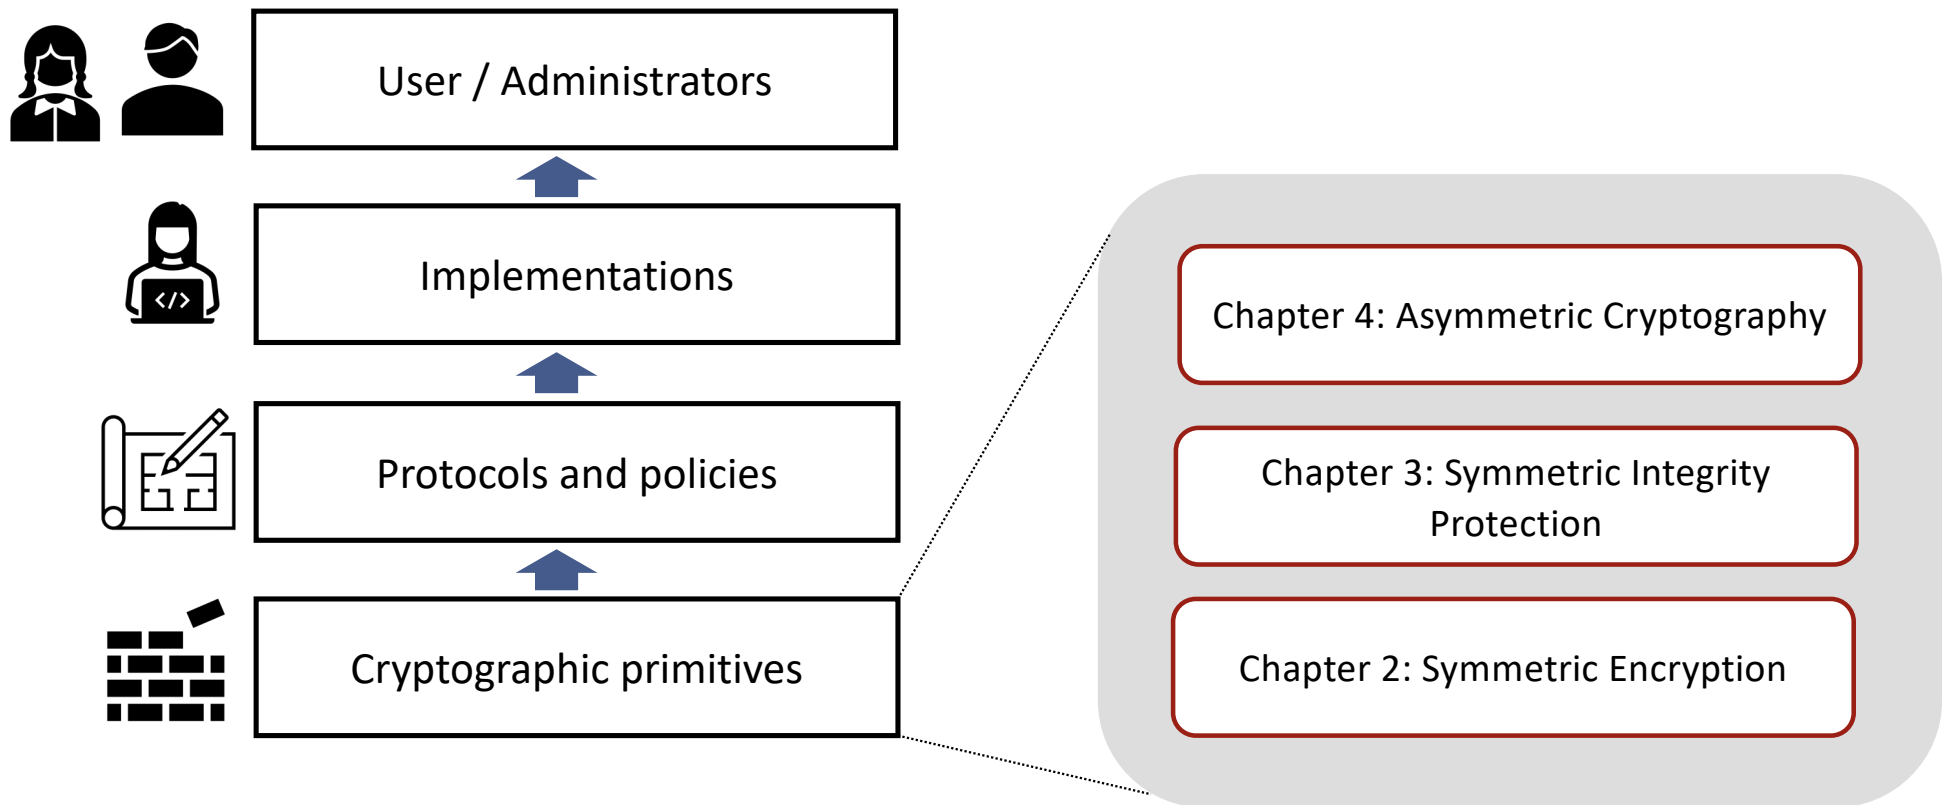 User / Administrators
Implementations
</>
Protocols and policies
Cryptographic primitives
Chapter 4: Asymmetric Cryptography
Chapter 3: Symmetric Integrity
Protection
Chapter 2: Symmetric Encryption